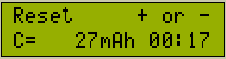 Reset + or -
C= 27mAh 00:17